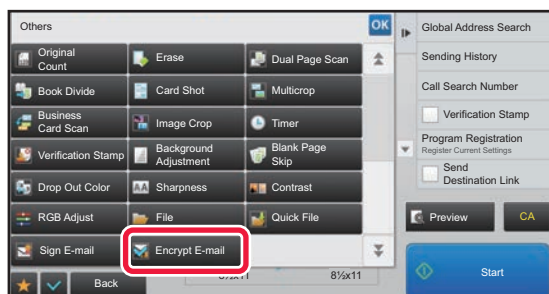 Others
OK
Original
Count
Erase
Dual Page Scan
Book Divide
Card Shot
Multicrop
Business
Card Scan
Image Crop
Timer
Verification Stamp
Background
Adjustment
Blank Page
Skip
Drop Out Color
AA Sharpness
Contrast
RGB Adjust
File
Quick File
Sign E-mail
Encrypt E-mail
Back
8½x11
8½x11
Global Address Search
Sending History
Call Search Number
Verification Stamp
Program Registration
Register Current Settings
Send
Destination Link
Preview
CA
Start